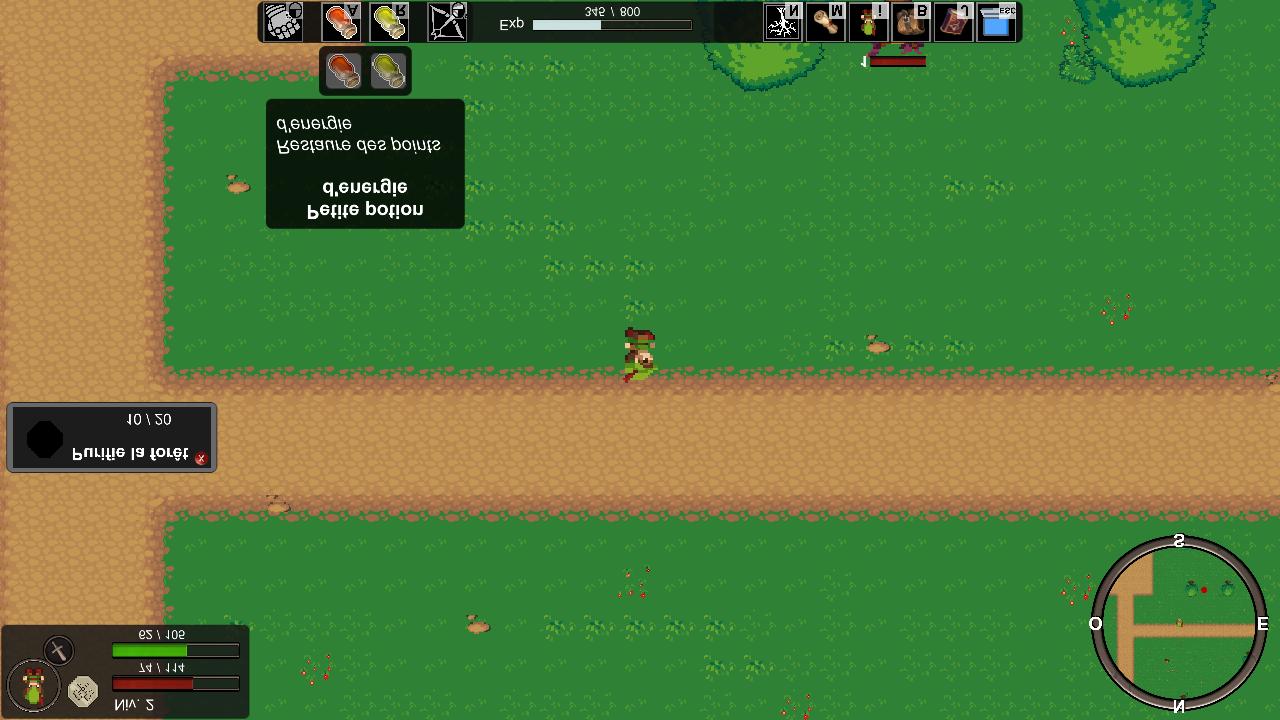 Niv. 2
74 / 114
62 / 105
N
O
E
S
Purifie la forêt
x
10 / 20
Petite potion
d'energie
Restaure des points
d'energie
1
A
R
Exp
345 / 800
N
M
I
B
J
ESC